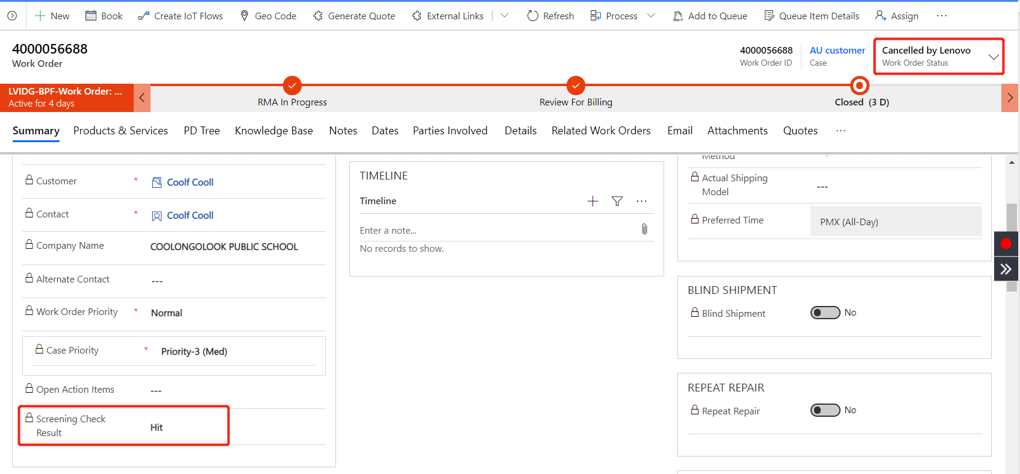 New
Book
Create IoT Flows
Geo Code
Generate Quote
External Links
Refresh
Process
Add to Queue
Queue Item Details
Assign
4000056688
Work Order
4000056688
Work Order ID
AU customer
Case
Cancelled by Lenovo
Work Order Status
LVIDG-BPF-Work Order: ...
Active for 4 days
RMA In Progress
Review For Billing
Closed (3 D)
Summary
Products & Services
PD Tree
Knowledge Base
Notes
Dates
Parties Involved
Details
Related Work Orders
Email
Attachments
Quotes
...
Customer * Coolf Cooll
Contact * Coolf Cooll
Company Name COOLONGOLOOK PUBLIC SCHOOL
Alternate Contact ---
Work Order Priority * Normal
Case Priority * Priority-3 (Med)
Open Action Items ---
Screening Check
Result
Hit
TIMELINE
Timeline
Enter a note...
No records to show.
Method
Actual Shipping
Model
---
Preferred Time PMX (All-Day)
BLIND SHIPMENT
Blind Shipment No
REPEAT REPAIR
Repeat Repair No